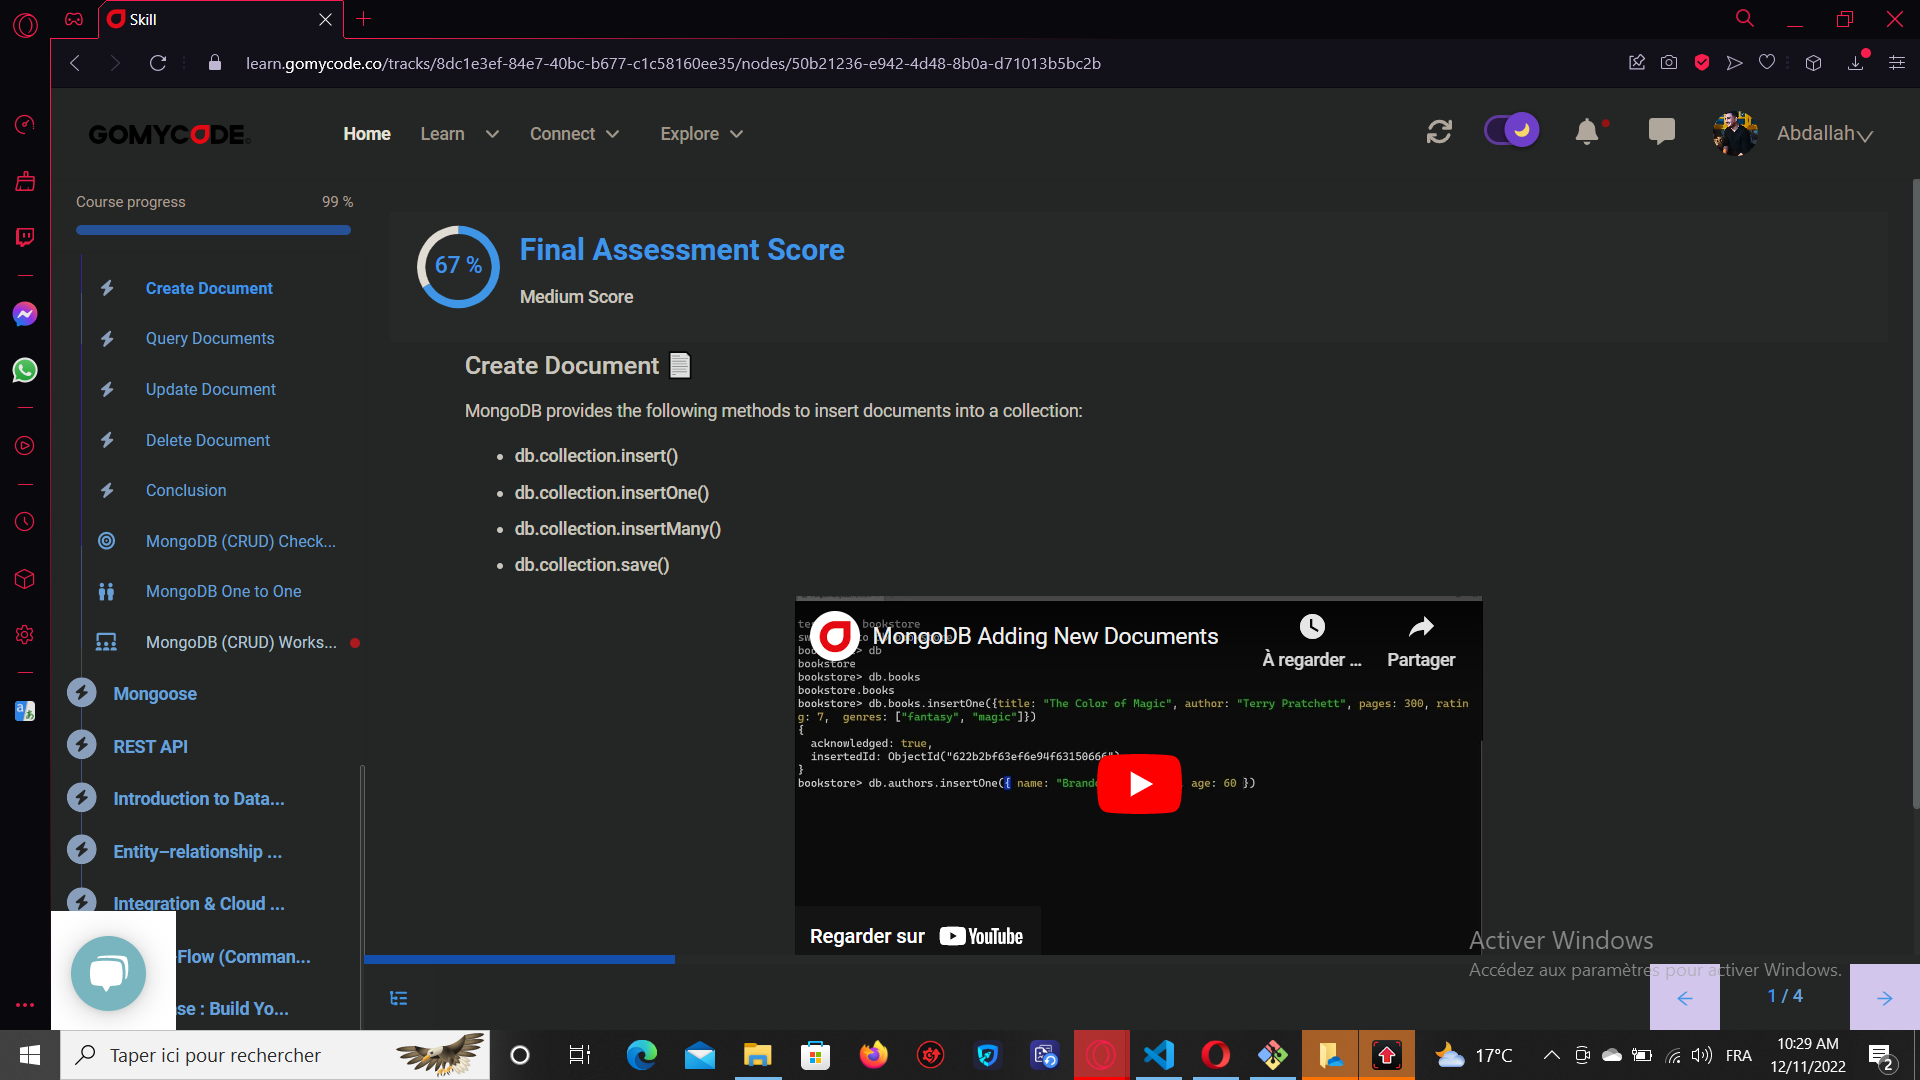 Skill
learn.gomycode.co/tracks/8dc1e3ef-84e7-40bc-b677-c1c58160ee35/nodes/50b21236-e942-4d48-8b0a-d71013b5bc2b
GOMYCODE
Home
Learn
Connect
Explore
Abdallah
Course progress
99 %
Create Document
Query Documents
Update Document
Delete Document
Conclusion
MongoDB (CRUD) Check...
MongoDB One to One
MongoDB (CRUD) Works...
Mongoose
REST API
Introduction to Data...
Entity–relationship ...
Integration & Cloud ...
-Flow (Comman...
se : Build Yo...
67 %
Final Assessment Score
Medium Score
Create Document
MongoDB provides the following methods to insert documents into a collection:
• db.collection.insert()
• db.collection.insertOne()
• db.collection.insertMany()
• db.collection.save()
MongoDB Adding New Documents
À regarder ...
Partager
bookstore
db
bookstore
bookstore> db.books
bookstore.books
bookstore> db.books.insertOne({title: "The Color of Magic", author: "Terry Pratchett", pages: 300, ratin
g: 7,  genres: ["fantasy", "magic"]})
{
acknowledged: true,
insertedId: ObjectId("622b2bf63ef6e94f63150666")
}
bookstore> db.authors.insertOne({ name: "Brand age: 60 })
Regarder sur YouTube
Activer Windows
Accédez aux paramètres pour activer Windows.
1 / 4
Taper ici pour rechercher
17°C
FRA
10:29 AM
12/11/2022
2